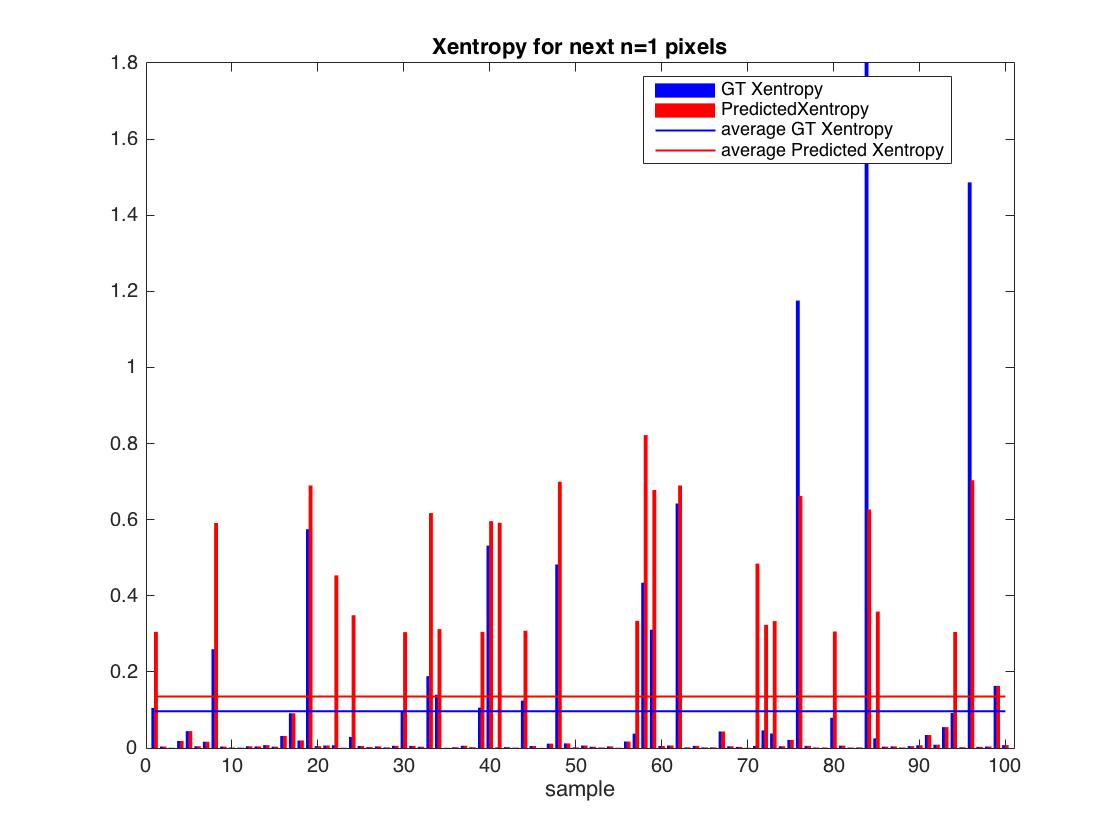 Xentropy for next n=1 pixels
1.8
1.6
1.4
1.2
1
0.8
0.6
0.4
0.2
0
GT Xentropy
PredictedXentropy
average GT Xentropy
average Predicted Xentropy
0 10 20 30 40 50 60 70 80 90 100
sample